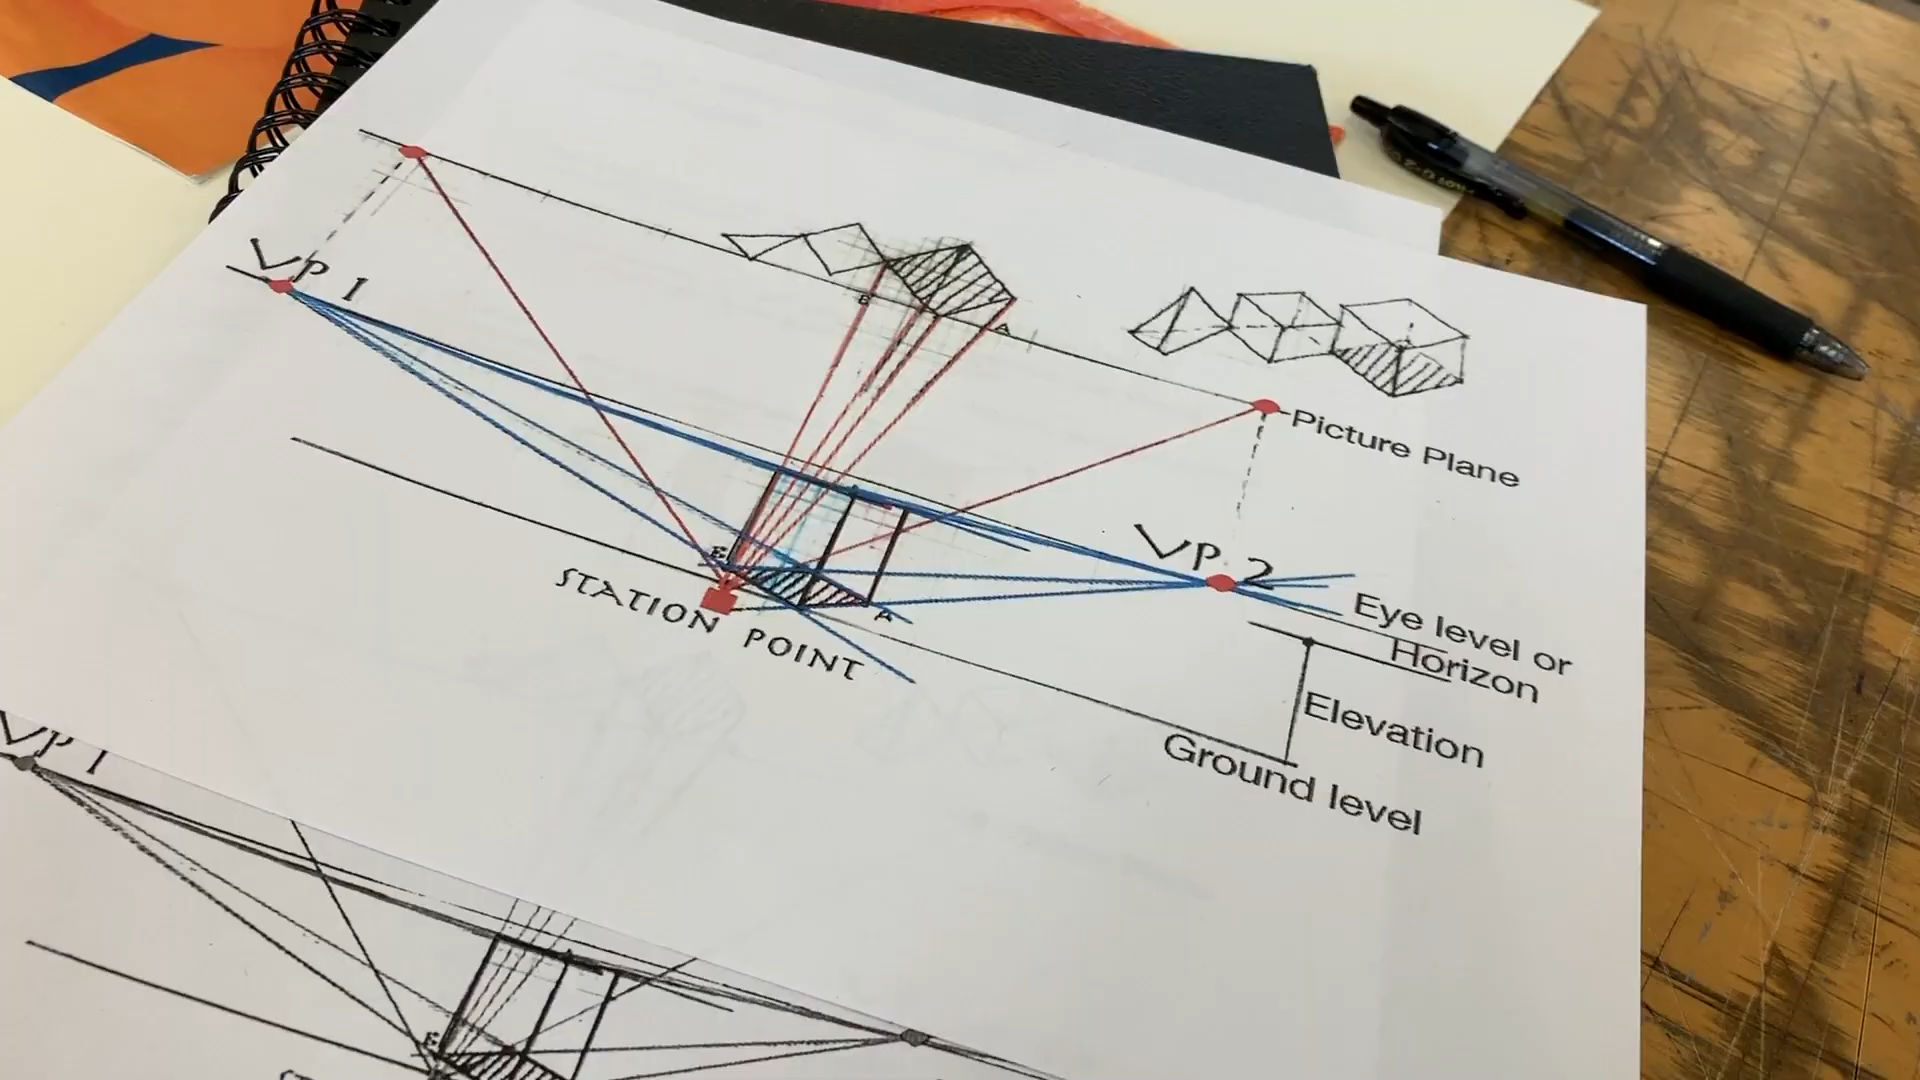 VP 1
B
A
Picture Plane
VP. 2
Eye level or
Horizon
Elevation
Ground level
STATION POINT
A
VP 1